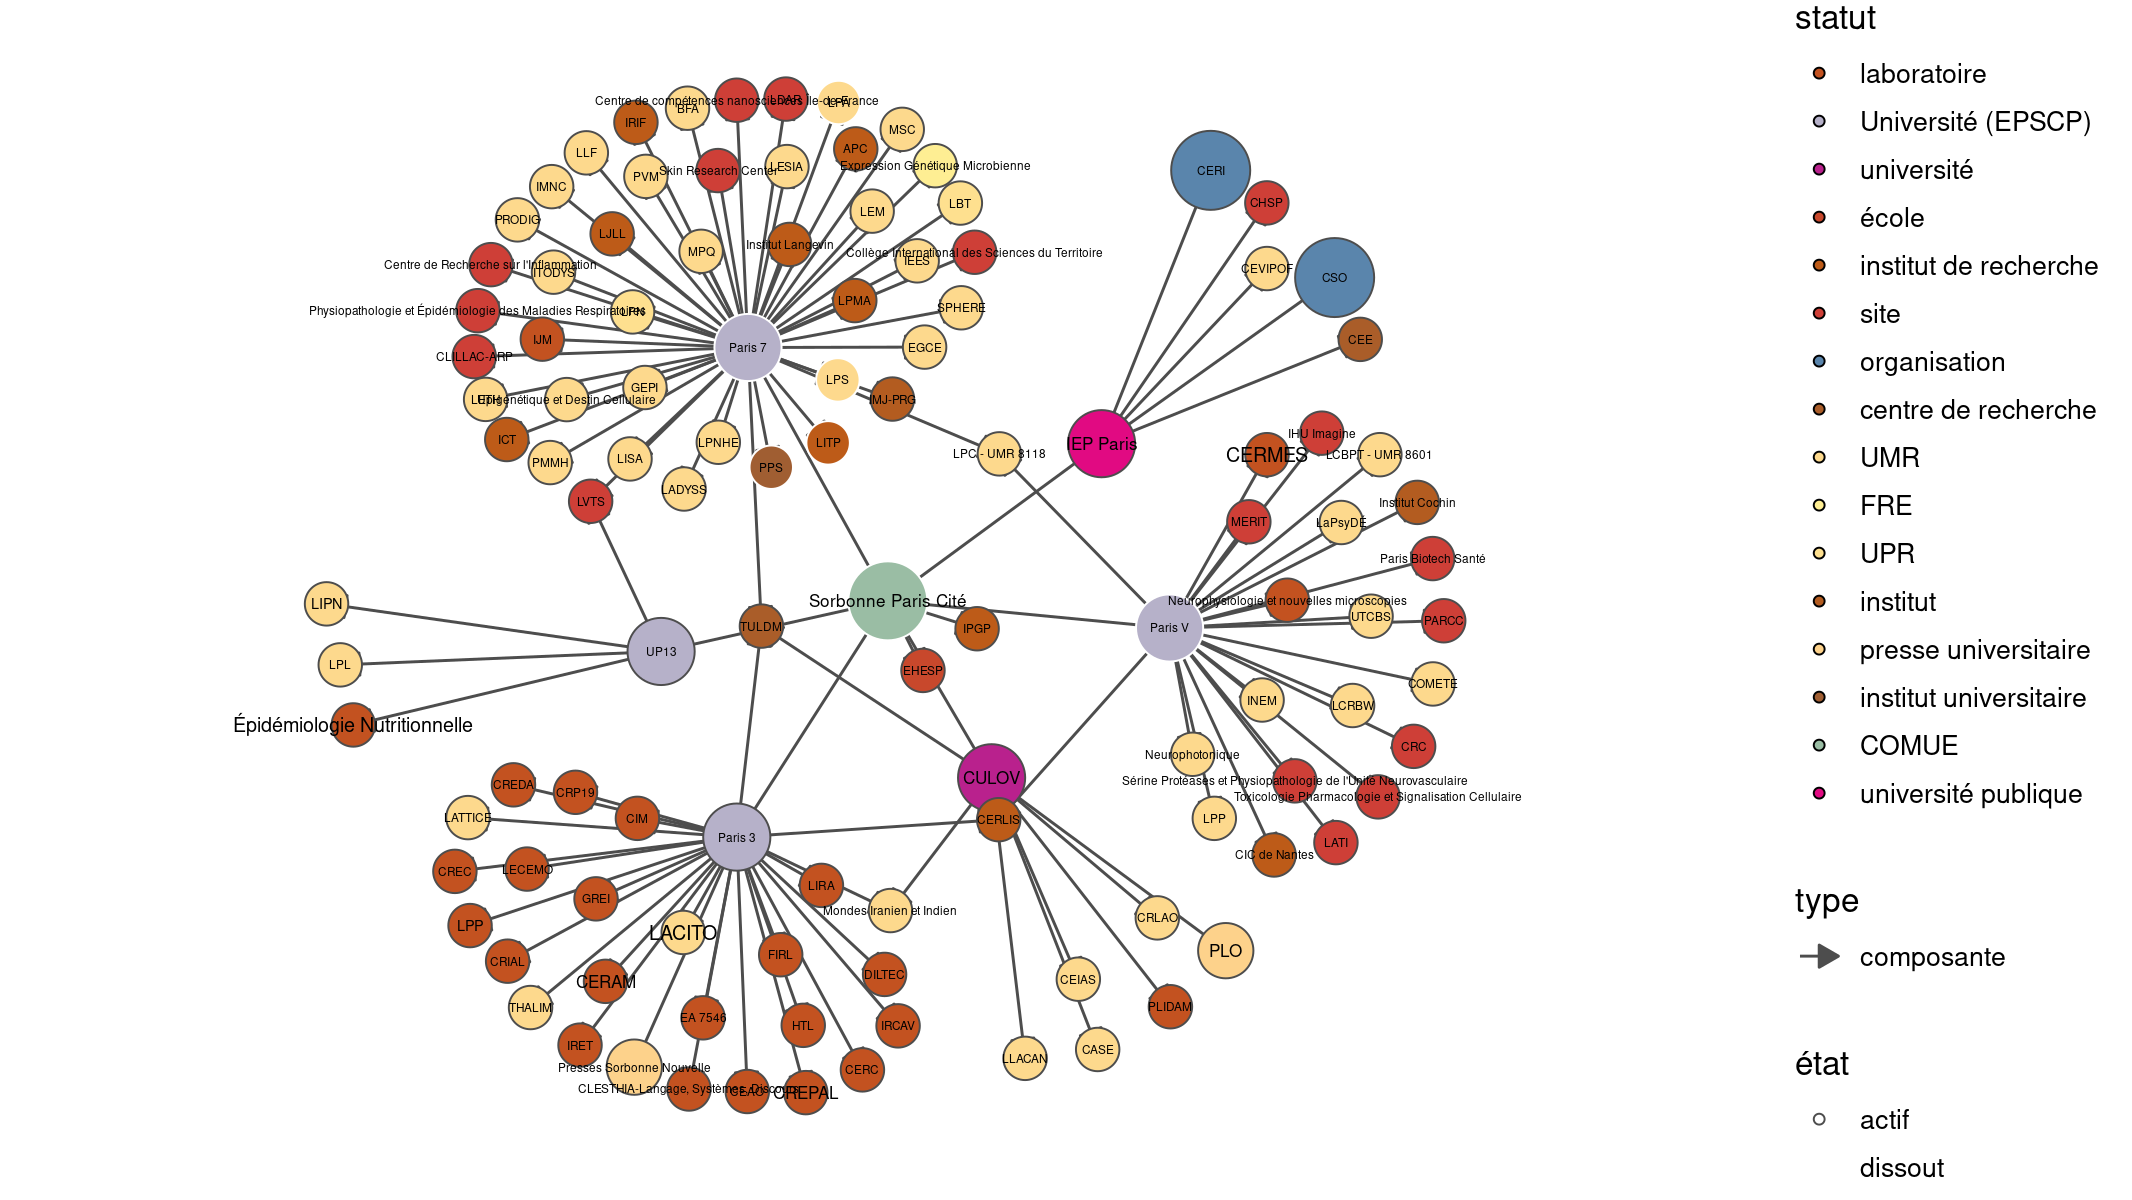 statut
laboratoire
Université (EPSCP)
université
école
institut de recherche
site
organisation
centre de recherche
UMR
FRE
UPR
institut
presse universitaire
institut universitaire
COMUE
université publique
type
composante
état
actif
dissout
Centre de compétences nanosciences Île-de-France
LDAR
LPA
BFA
IRIF
MSC
APC
LLF
PVM
Skin Research Center
LESIA
Expression Génétique Microbienne
IMNC
PRODIG
LJLL
LEM
LBT
MPQ
Institut Langevin
Collège International des Sciences du Territoire
IEES
Centre de Recherche sur l'Inflammation
ITODYS
Physiopathologie et Épidémiologie des Maladies Respiratoires
LPMA
SPHERE
IJM
Paris 7
EGCE
CLILLAC-ARP
GEPI
LPS
IMJ-PRG
Epigénétique et Destin Cellulaire
ICT
PMMH
LISA
LPNHE
LITP
PPS
LADYSS
LVTS
LPC - UMR 8118
CERI
CHSP
CEVIPOF
CSO
CEE
IEP Paris
IHU Imagine
CERMES
LCBPT - UMR 8601
MERIT
LaPsyDÉ
Institut Cochin
Paris Biotech Santé
Neurophysiologie et nouvelles microscopies
UTCBS
PARCC
Paris V
COMETE
INEM
LCRBW
CRC
Neurophotonique
Sérine Protéases et Physiopathologie de l'Unité Neurovasculaire
Toxicologie Pharmacologie et Signalisation Cellulaire
LPP
LATI
CIC de Nantes
Sorbonne Paris Cité
IPGP
EHESP
TULDM
UP13
LIPN
LPL
Épidémiologie Nutritionnelle
CULOV
CERLIS
CRLAO
PLO
CEIAS
PLIDAM
CASE
LLACAN
Paris 3
CREDA
CRP19
CIM
LATTICE
CREC
LECEMO
GREI
LIRA
Mondes Iranien et Indien
LPP
LACITO
CRIAL
FIRL
DILTEC
CERAM
THALIM
EA 7546
HTL
IRCAV
IRET
Presses Sorbonne Nouvelle
CERC
CLESTHIA-Langage, Systèmes, Discours
CEAC
CREPAL